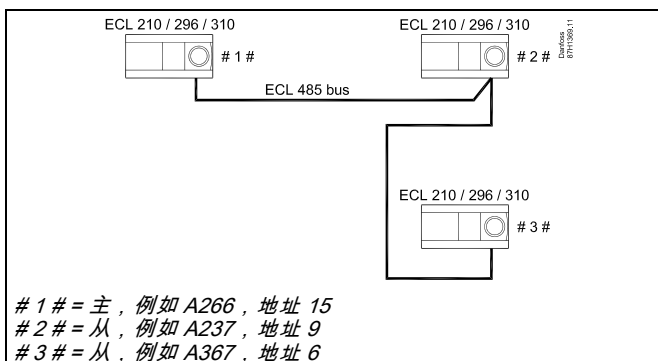 ECL 210 / 296 / 310
ECL 210 / 296 / 310
# 1 #
# 2 #
Danfoss
87H1369.11
ECL 485 bus
ECL 210 / 296 / 310
# 3 #
# 1 # = 主，例如 A266，地址 15
# 2 # = 从，例如 A237，地址 9
# 3 # = 从，例如 A367，地址 6